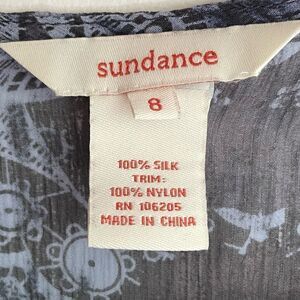 sundance
8
100% SILK
TRIM:
100% NYLON
RN 106205
MADE IN CHINA